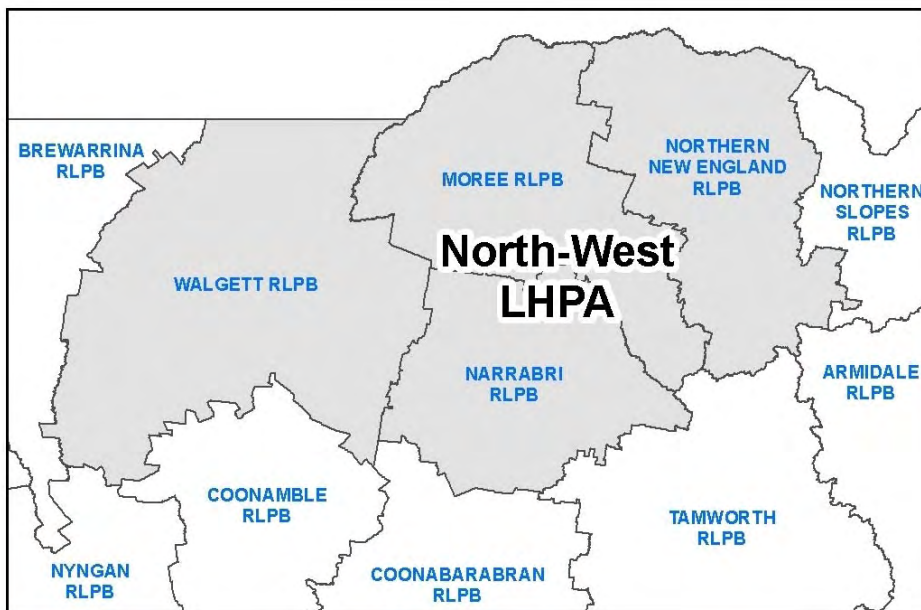 BREWARRINA
RLPB
MOREE RLPB
NORTHERN
NEW ENGLAND
RLPB
NORTHERN
SLOPES
RLPB
North-West
LHPA
WALGETT RLPB
NARRABRI
RLPB
ARMIDALE
RLPB
COONAMBLE
RLPB
TAMWORTH
RLPB
NYNGAN
RLPB
COONABARABRAN
RLPB